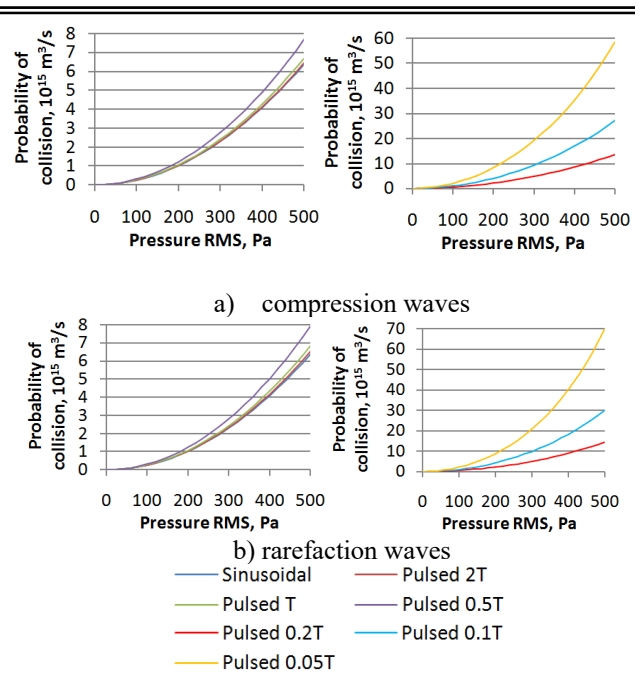 8
7
6
5
4
3
2
1
0
Probability of
collision, 10¹⁵ m³/s
0 100 200 300 400 500
Pressure RMS, Pa
60
50
40
30
20
10
0
Probability of
collision, 10¹⁵ m³/s
0 100 200 300 400 500
Pressure RMS, Pa
a) compression waves
8
7
6
5
4
3
2
1
0
Probability of
collision, 10¹⁵ m³/s
0 100 200 300 400 500
Pressure RMS, Pa
70
60
50
40
30
20
10
0
Probability of
collision, 10¹⁵ m³/s
0 100 200 300 400 500
Pressure RMS, Pa
b) rarefaction waves
Sinusoidal Pulsed 2T
Pulsed T Pulsed 0.5T
Pulsed 0.2T Pulsed 0.1T
Pulsed 0.05T